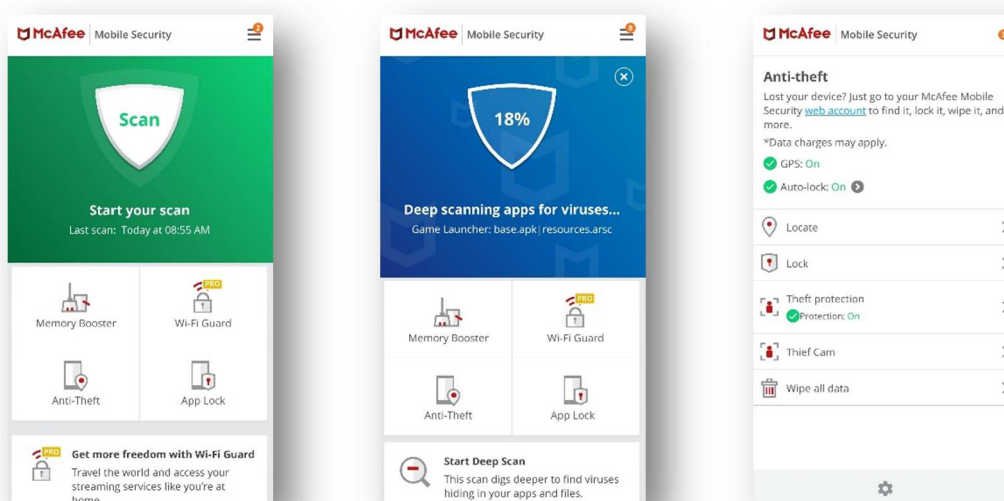 McAfee Mobile Security
2
Scan
Start your scan
Last scan: Today at 08:55 AM
Memory Booster
PRO
Wi-Fi Guard
Anti-Theft
App Lock
PRO
Get more freedom with Wi-Fi Guard
Travel the world and access your
streaming services like you're at
home
McAfee Mobile Security
18%
Deep scanning apps for viruses...
Game Launcher: base.apk|resources.arsc
Memory Booster
PRO
Wi-Fi Guard
Anti-Theft
App Lock
Start Deep Scan
This scan digs deeper to find viruses
hiding in your apps and files.
McAfee Mobile Security
Anti-theft
Lost your device? Just go to your McAfee Mobile
Security web account to find it, lock it, wipe it, and
more.
*Data charges may apply.
GPS: On
Auto-lock: On
Locate
Lock
Theft protection
Protection: On
Thief Cam
Wipe all data